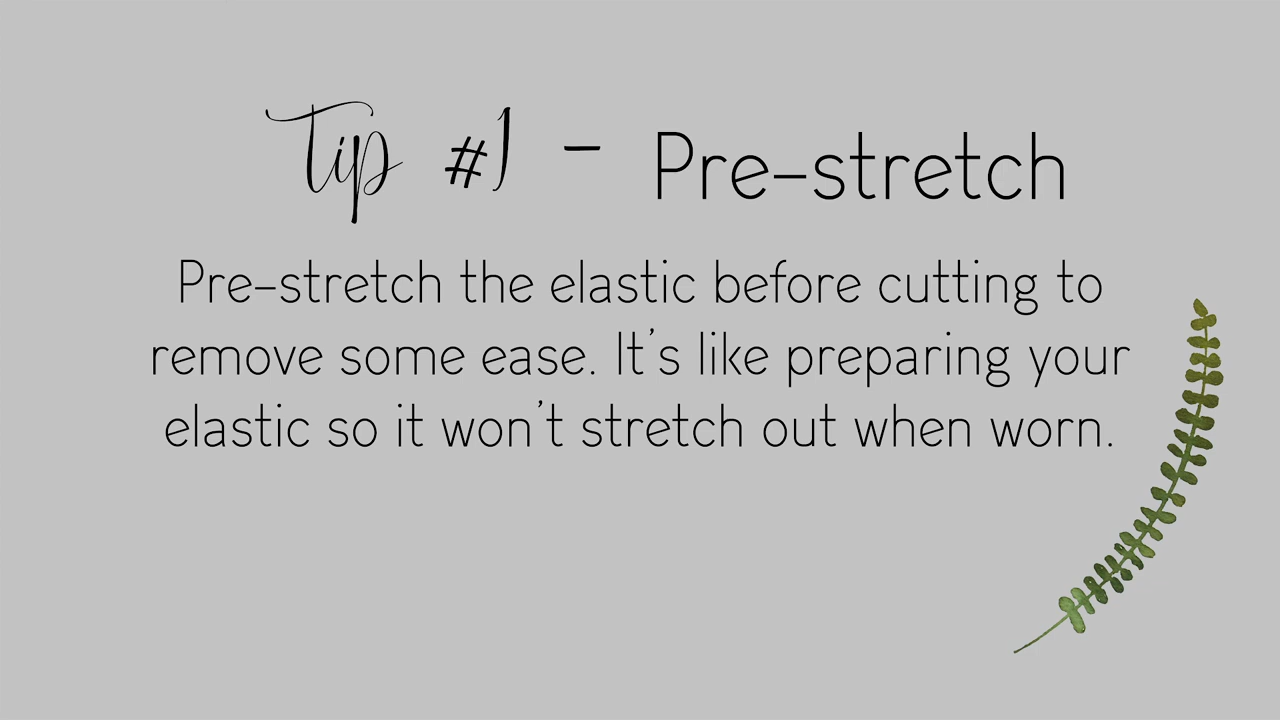 Tip #1 - Pre-stretch
Pre-stretch the elastic before cutting to
remove some ease. It's like preparing your
elastic so it won't stretch out when worn.